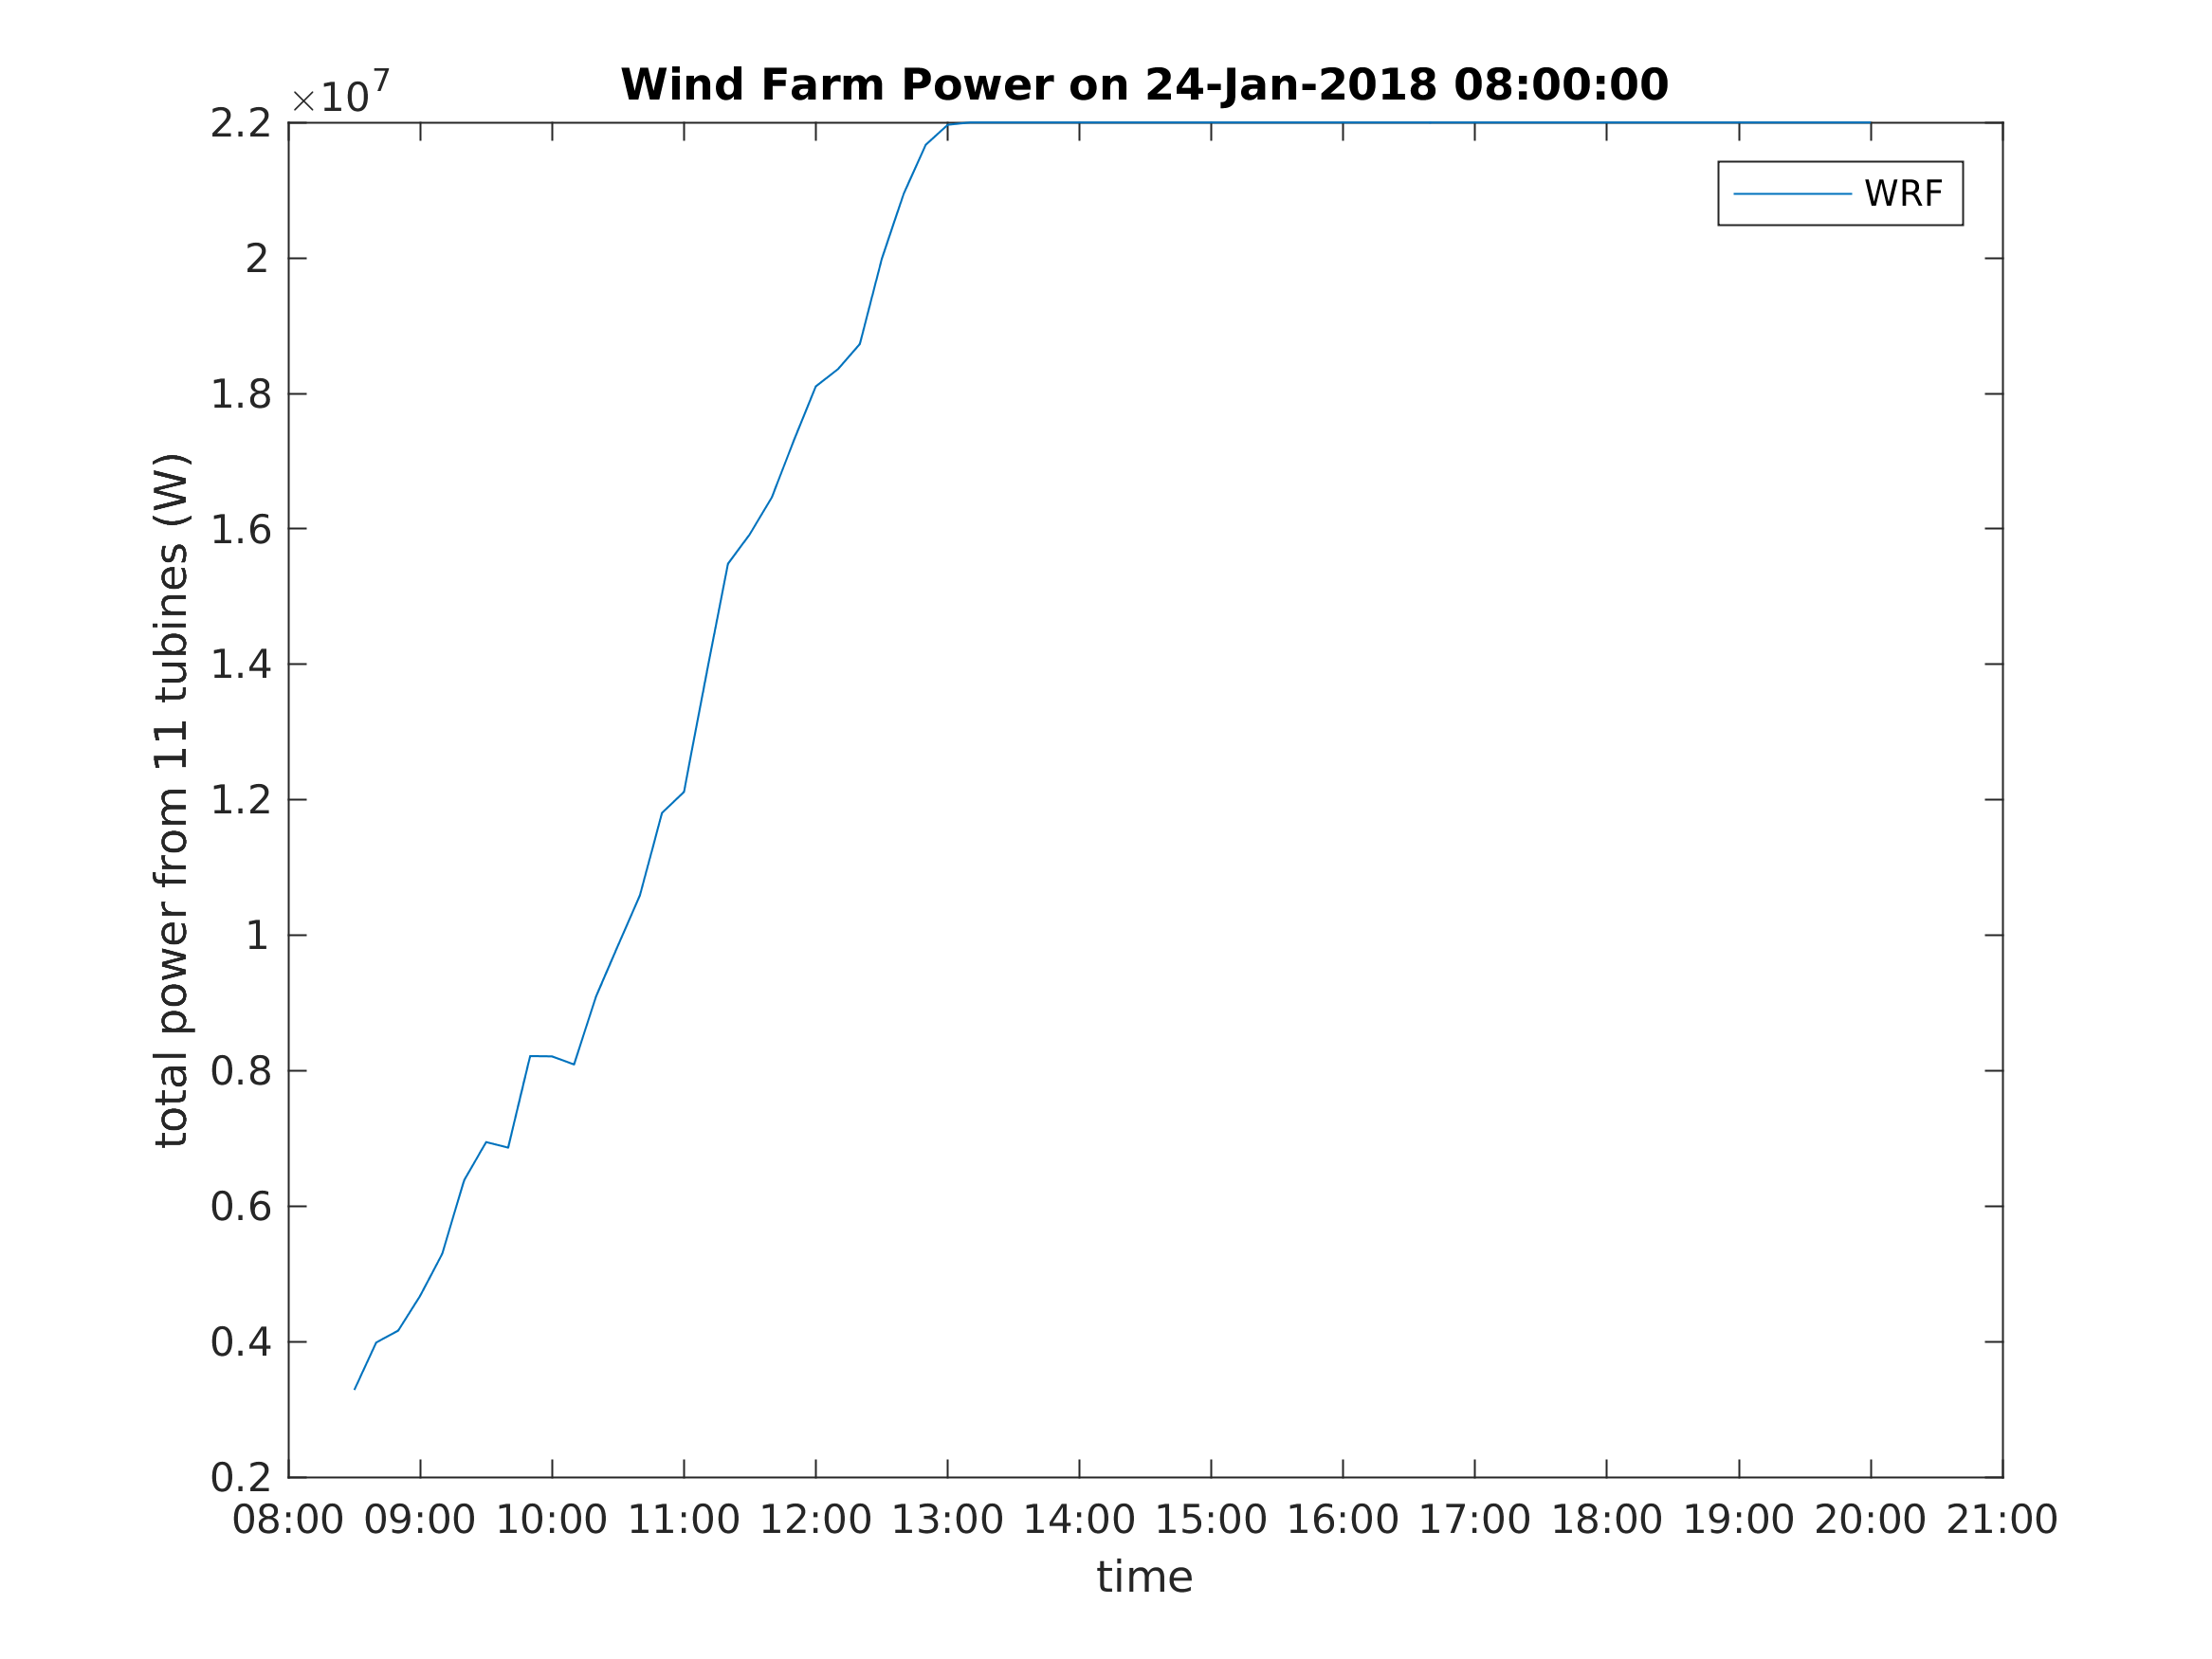 Wind Farm Power on 24-Jan-2018 08:00:00
×10⁷
2.2
2
1.8
1.6
1.4
1.2
1
0.8
0.6
0.4
0.2
total power from 11 tubines (W)
WRF
08:00 09:00 10:00 11:00 12:00 13:00 14:00 15:00 16:00 17:00 18:00 19:00 20:00 21:00
time